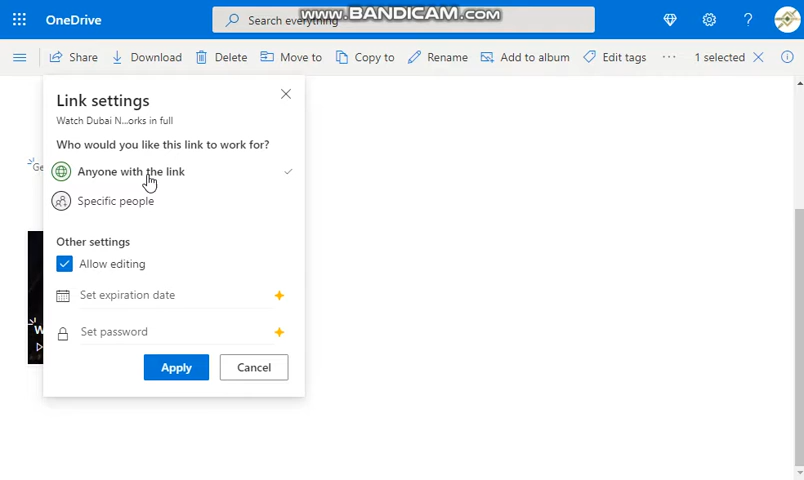 www.BANDICAM.com
OneDrive
Search everything
Share
Download
Delete
Move to
Copy to
Rename
Add to album
Edit tags
1 selected
Link settings
Watch Dubai N...orks in full
Who would you like this link to work for?
Ge
Anyone with the link
Specific people
Other settings
Allow editing
Set expiration date
W
Set password
Apply
Cancel